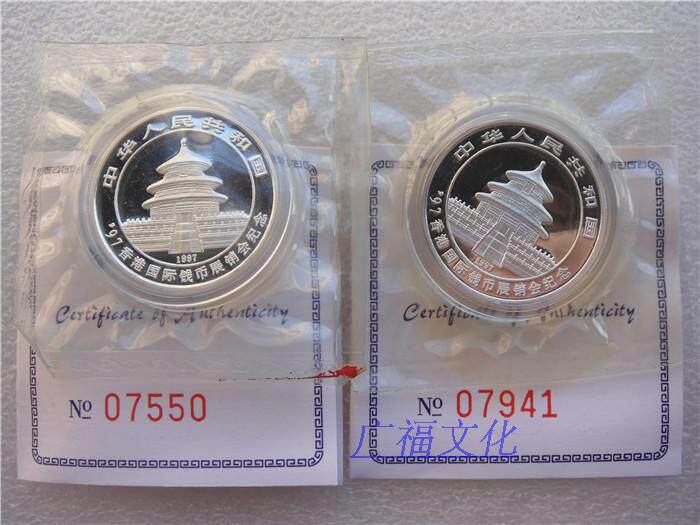 中华人民共和国
1997
'97香港国际钱币展销会纪念
Certificate of Authenticity
№ 07550
中华人民共和国
1997
'97香港国际钱币展销会纪念
Certificate of Authenticity
№ 07941
广福文化